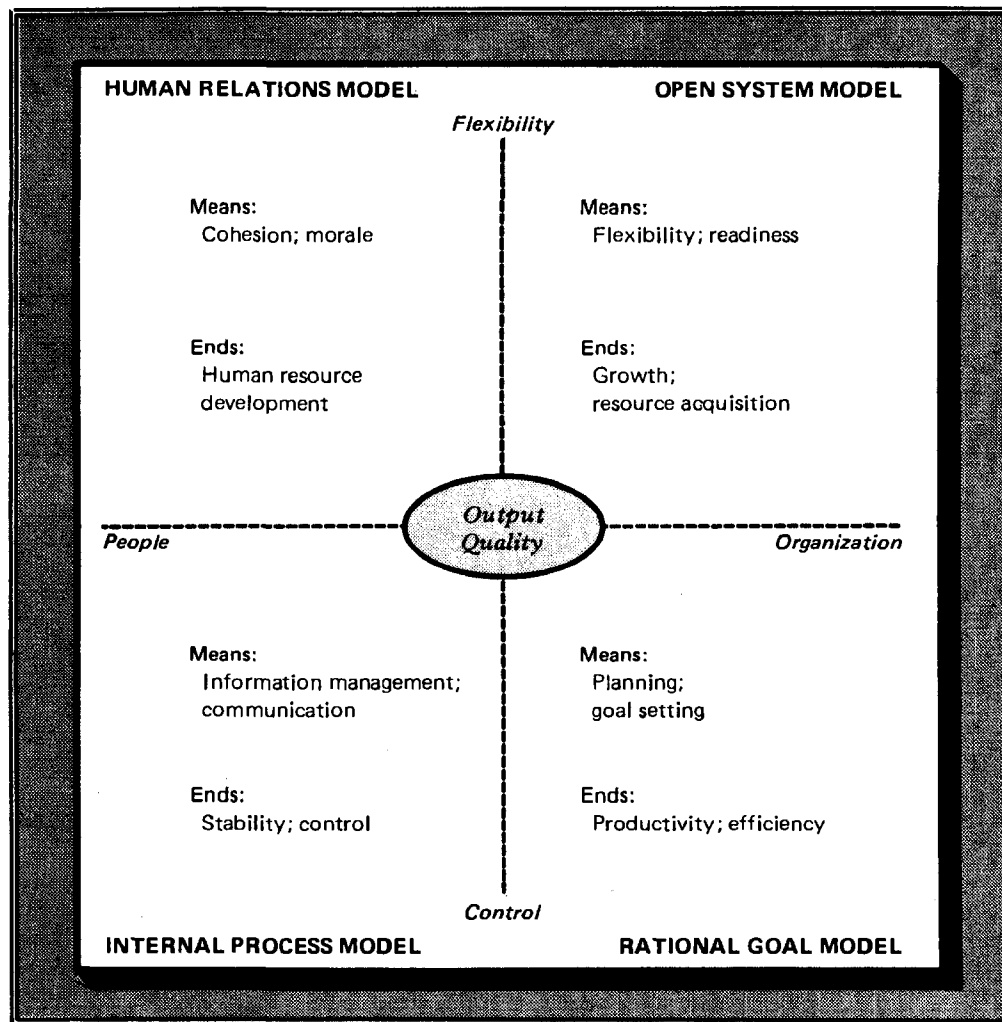 HUMAN RELATIONS MODEL
OPEN SYSTEM MODEL
Flexibility
Means:
Cohesion; morale
Means:
Flexibility; readiness
Ends:
Human resource
development
Ends:
Growth;
resource acquisition
Output
Quality
People
Organization
Means:
Information management;
communication
Means:
Planning;
goal setting
Ends:
Stability; control
Ends:
Productivity; efficiency
Control
INTERNAL PROCESS MODEL
RATIONAL GOAL MODEL